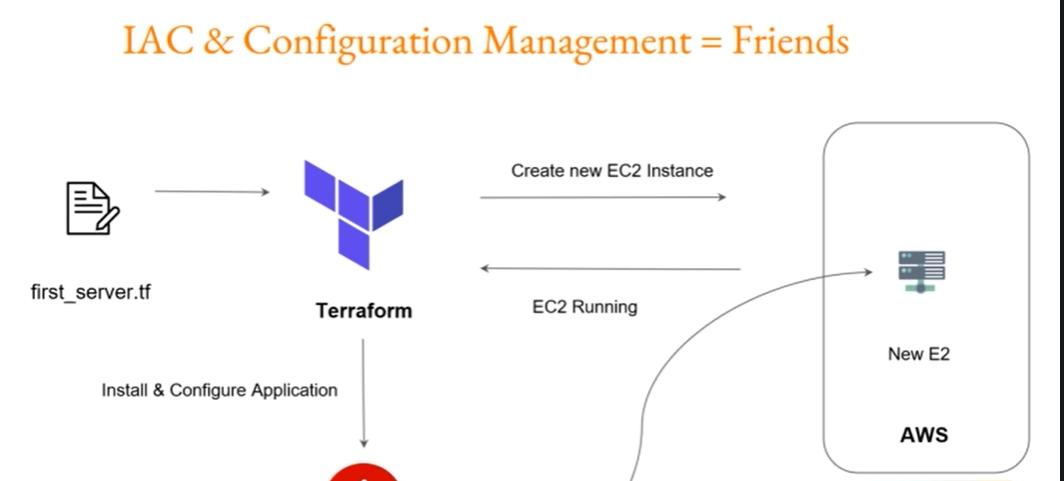 IAC & Configuration Management = Friends
Create new EC2 Instance
first_server.tf
Terraform
EC2 Running
New E2
Install & Configure Application
AWS